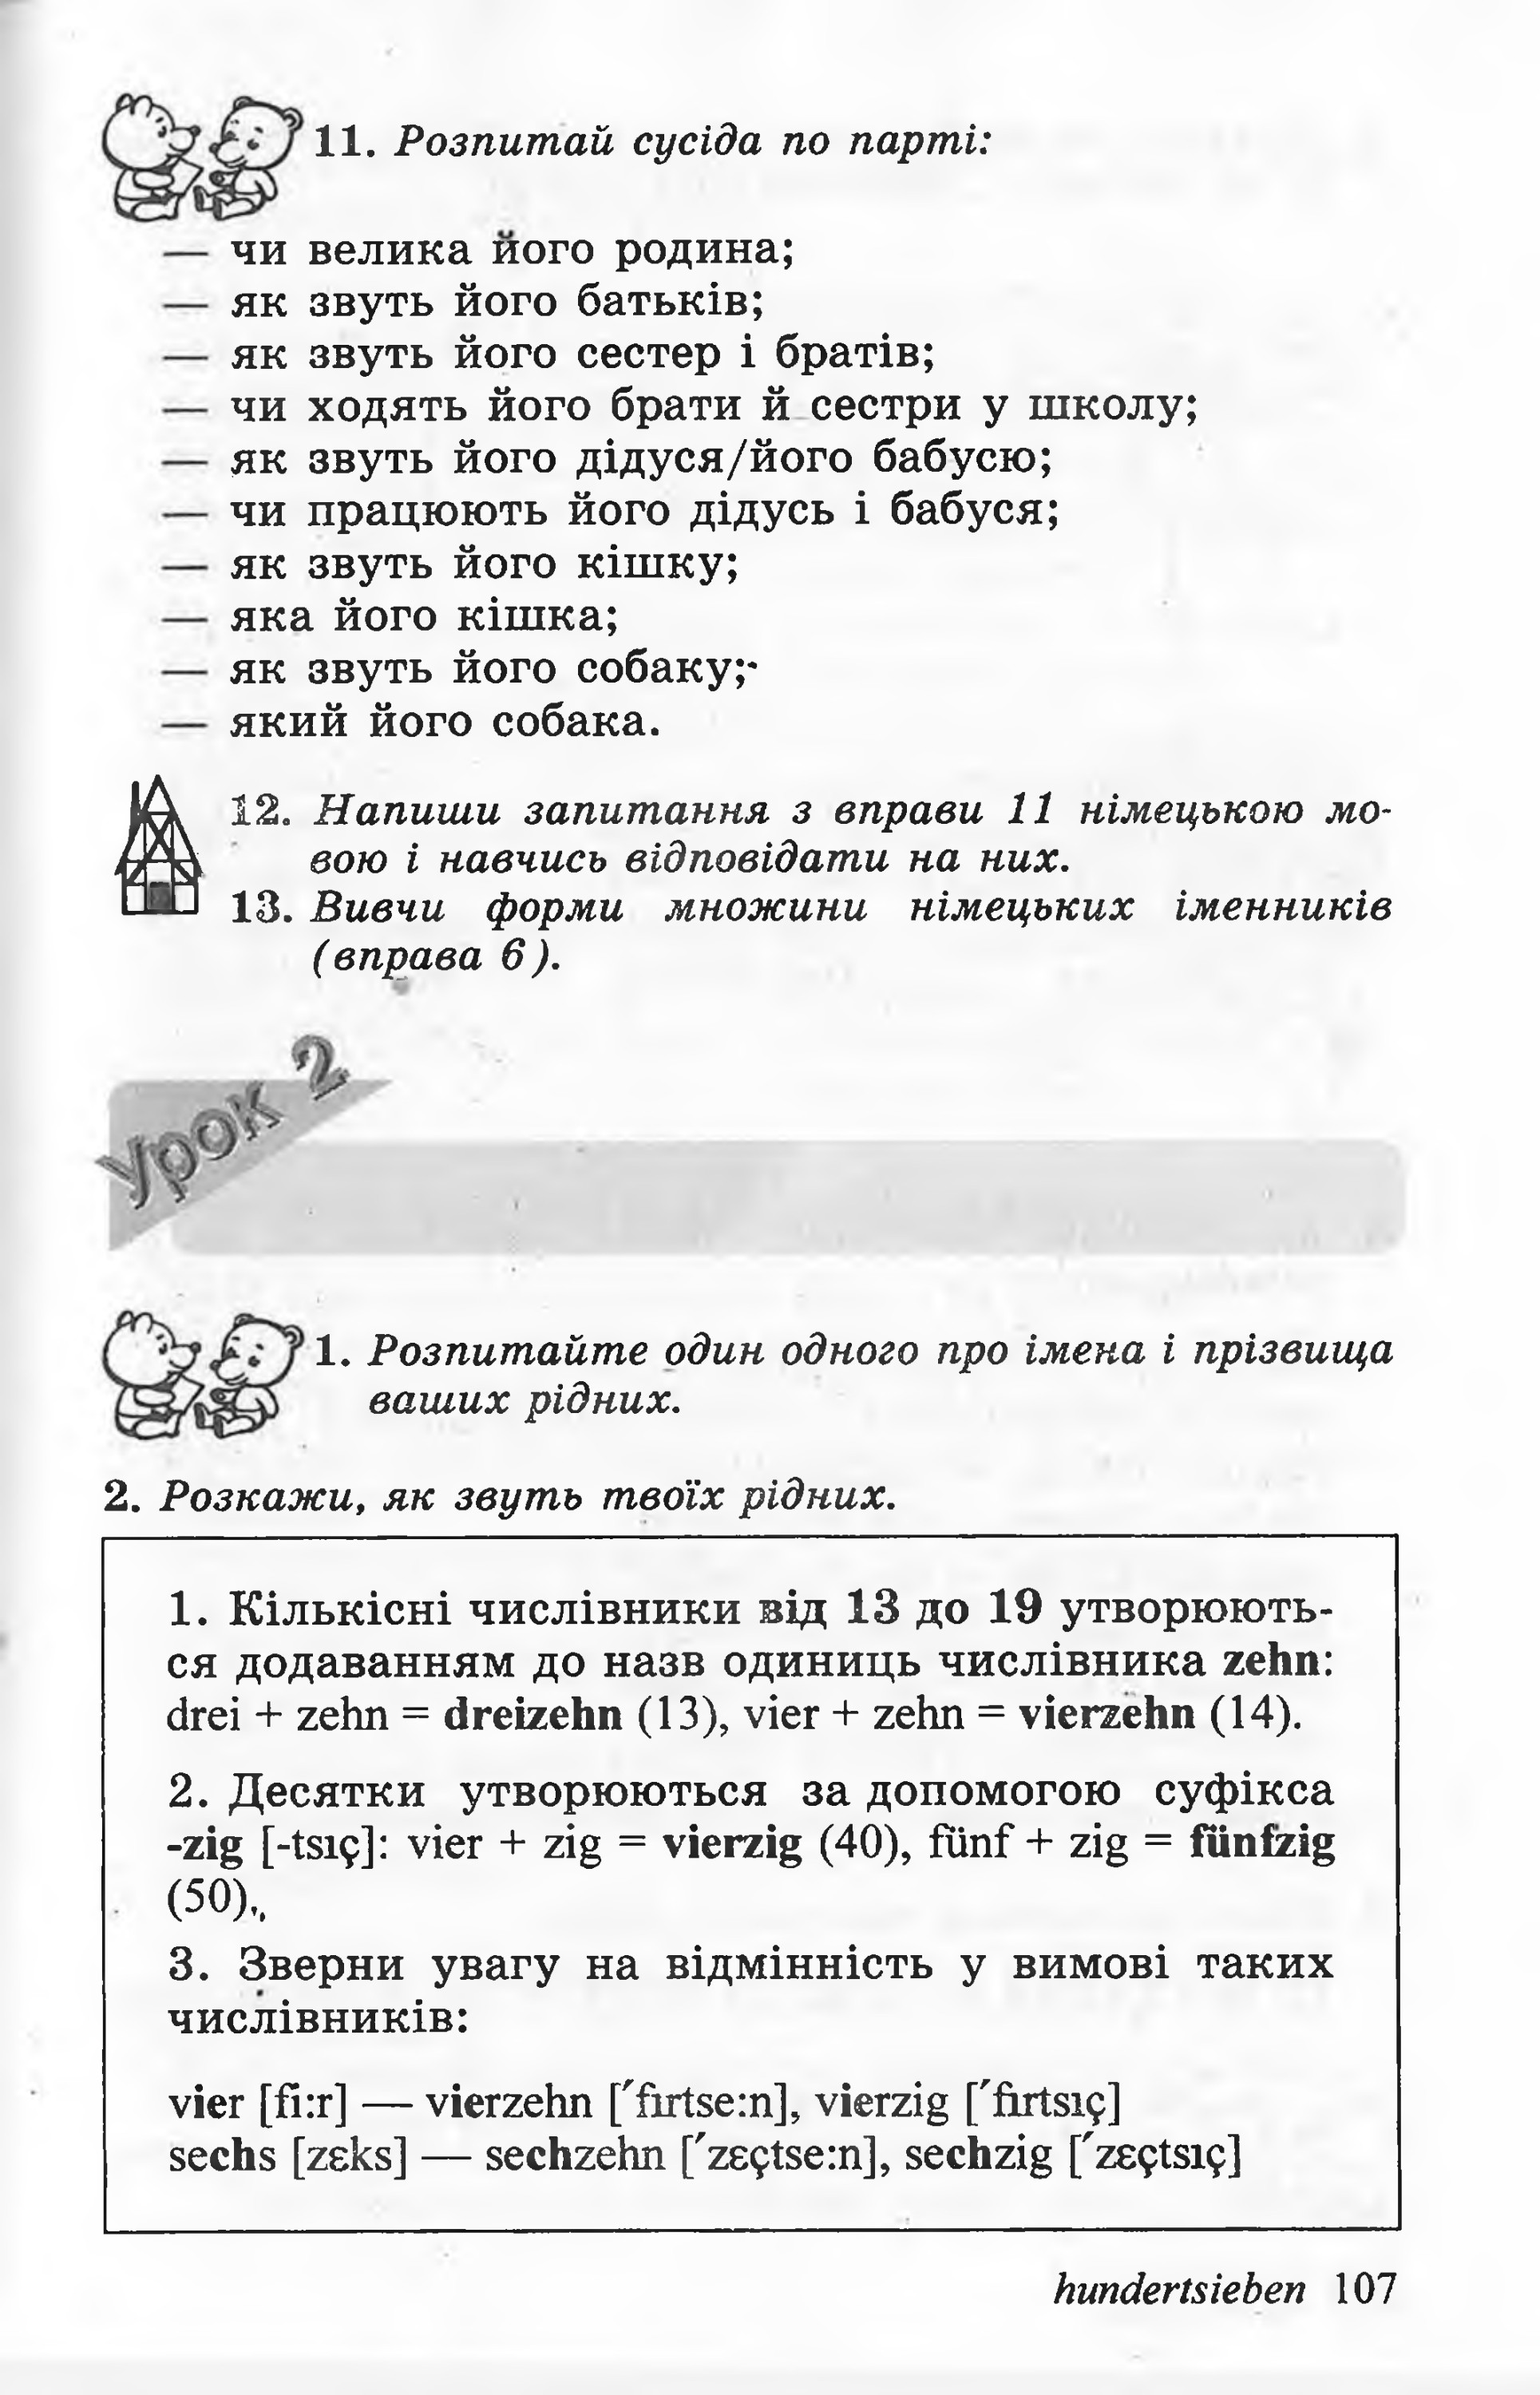 11. Розпитай сусіда по парті:
— чи велика його родина;
— як звуть його батьків;
— як звуть його сестер і братів;
— чи ходять його брати й сестри у школу;
— як звуть його дідуся/його бабусю;
— чи працюють його дідусь і бабуся;
— як звуть його кішку;
— яка його кішка;
— як звуть його собаку;
— який його собака.
12. Напиши запитання з вправи 11 німецькою мо-
вою і навчись відповідати на них.
13. Вивчи форми множини німецьких іменників
(вправа 6).
Урок 2
1. Розпитайте один одного про імена і прізвища
ваших рідних.
2. Розкажи, як звуть твоїх рідних.
1. Кількісні числівники від 13 до 19 утворюють-
ся додаванням до назв одиниць числівника zehn:
drei + zehn = dreizehn (13), vier + zehn = vierzehn (14).
2. Десятки утворюються за допомогою суфікса
-zig [-tsıç]: vier + zig = vierzig (40), fünf + zig = fünfzig
(50).
3. Зверни увагу на відмінність у вимові таких
числівників:
vier [fi:r] — vierzehn [ˊfırtse:n], vierzig [ˊfırtsıç]
sechs [zɛks] — sechzehn [ˊzɛçtse:n], sechzig [ˊzɛçtsıç]
hundertsieben 107